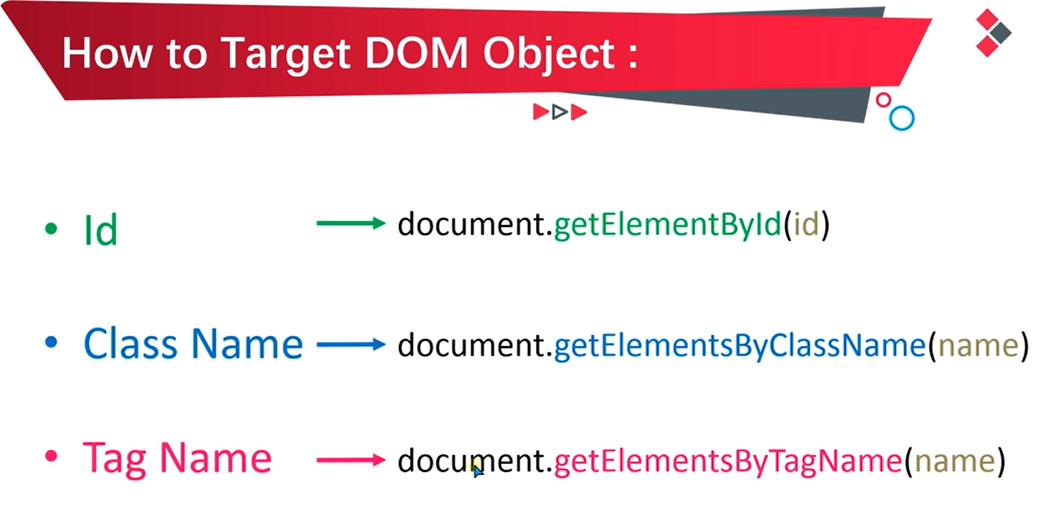 How to Target DOM Object :
• Id document.getElementById(id)
• Class Name document.getElementsByClassName(name)
• Tag Name document.getElementsByTagName(name)